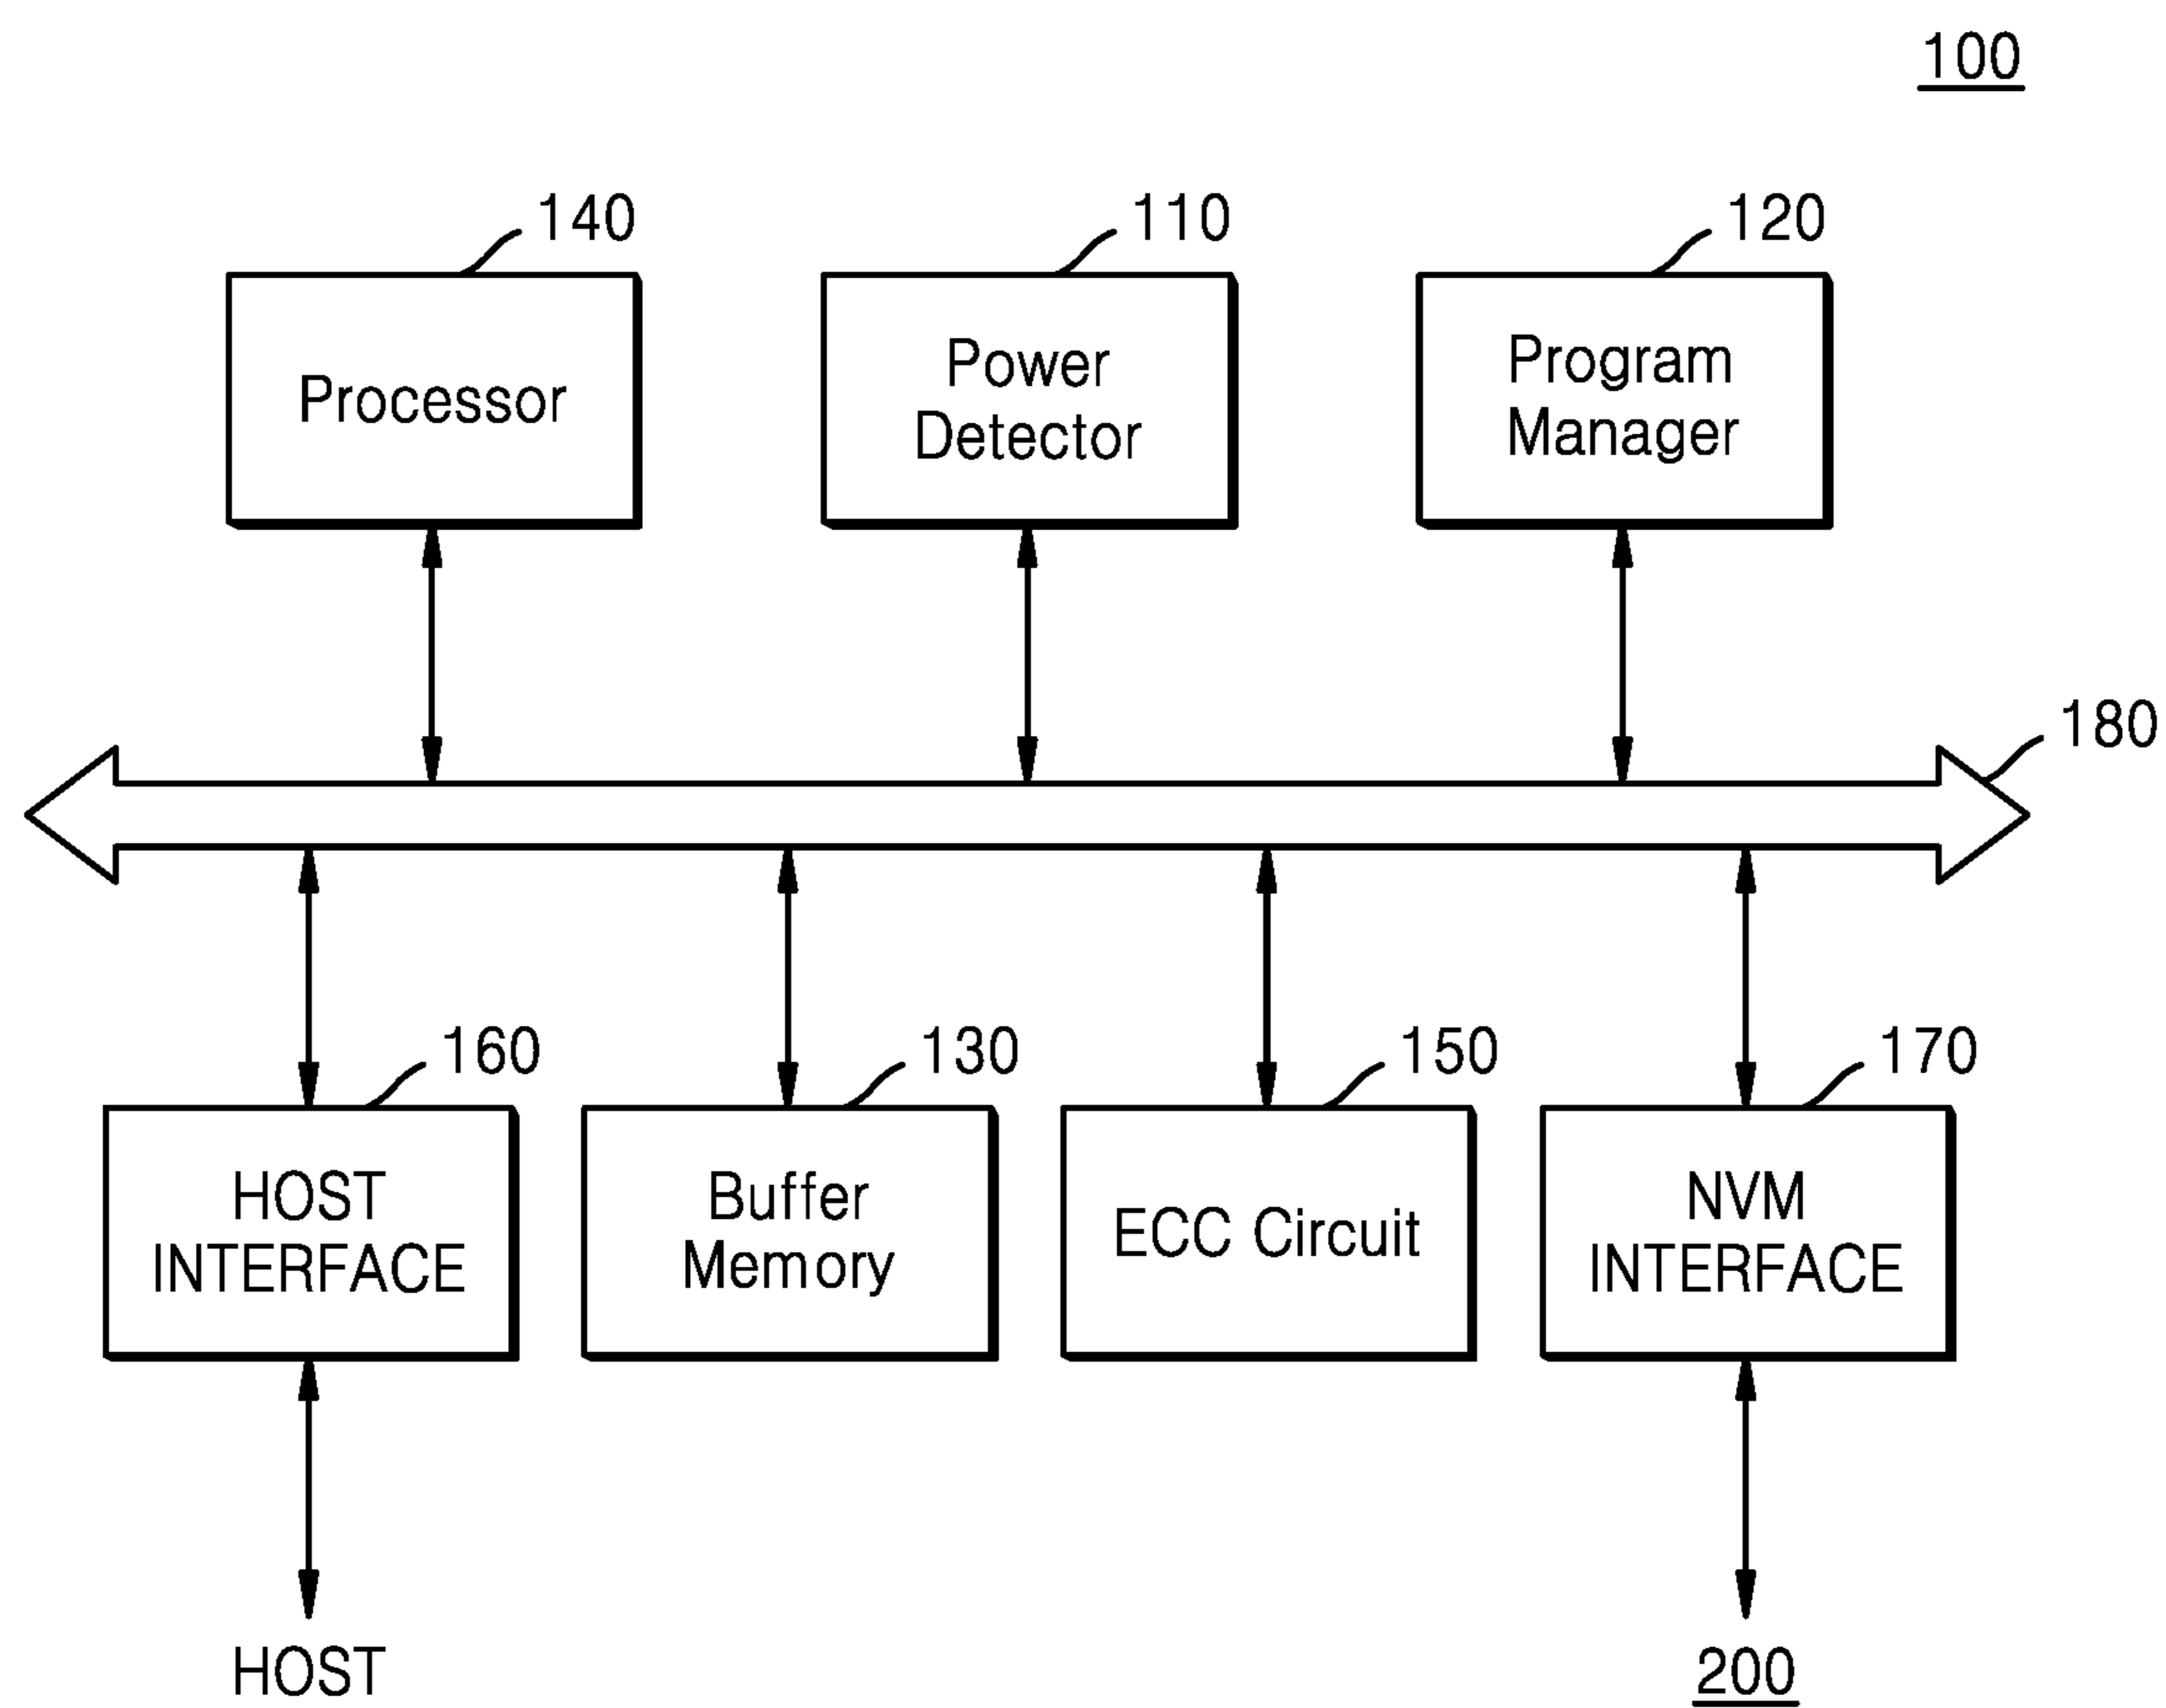 100
140
110
120
Processor
Power
Detector
Program
Manager
180
160
130
150
170
HOST
INTERFACE
Buffer
Memory
ECC Circuit
NVM
INTERFACE
HOST
200